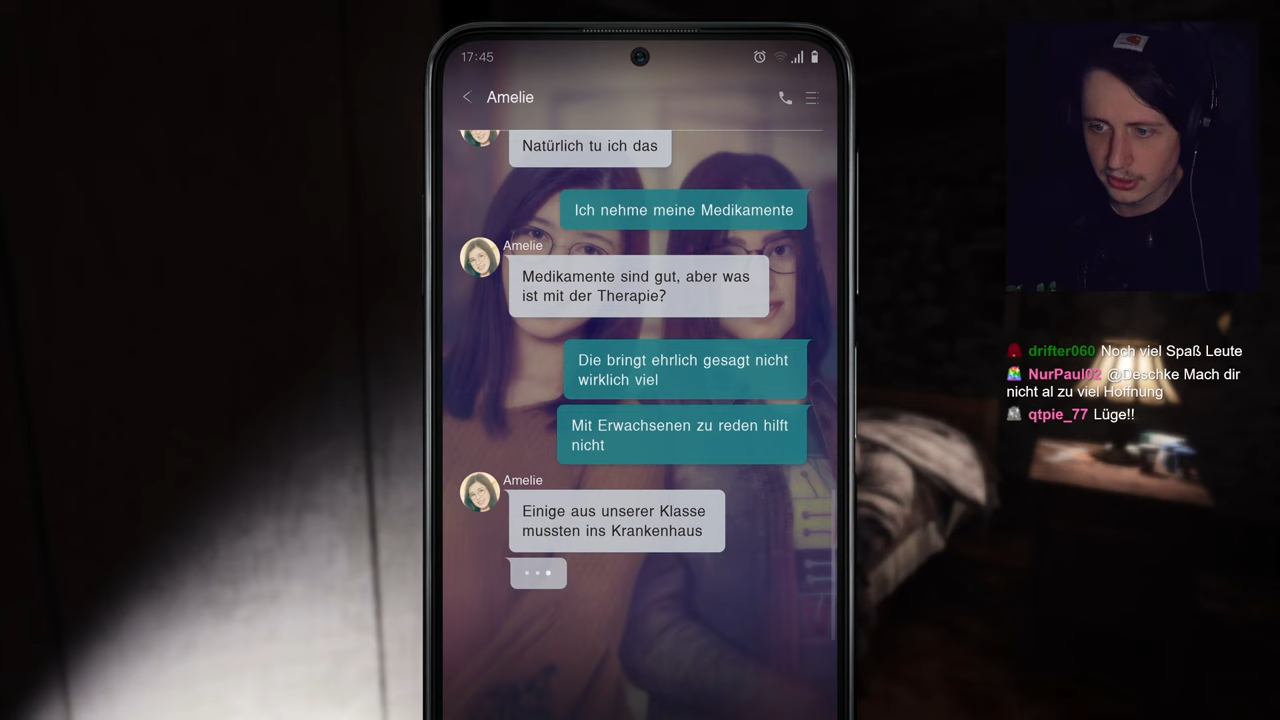 17:45
Amelie
Natürlich tu ich das
Ich nehme meine Medikamente
Amelie
Medikamente sind gut, aber was
ist mit der Therapie?
Die bringt ehrlich gesagt nicht
wirklich viel
Mit Erwachsenen zu reden hilft
nicht
Amelie
Einige aus unserer Klasse
mussten ins Krankenhaus
drifter060 Noch viel Spaß Leute
NurPaul02 @Deschke Mach dir
nicht al zu viel Hoffnung
qtpie_77 Lüge!!